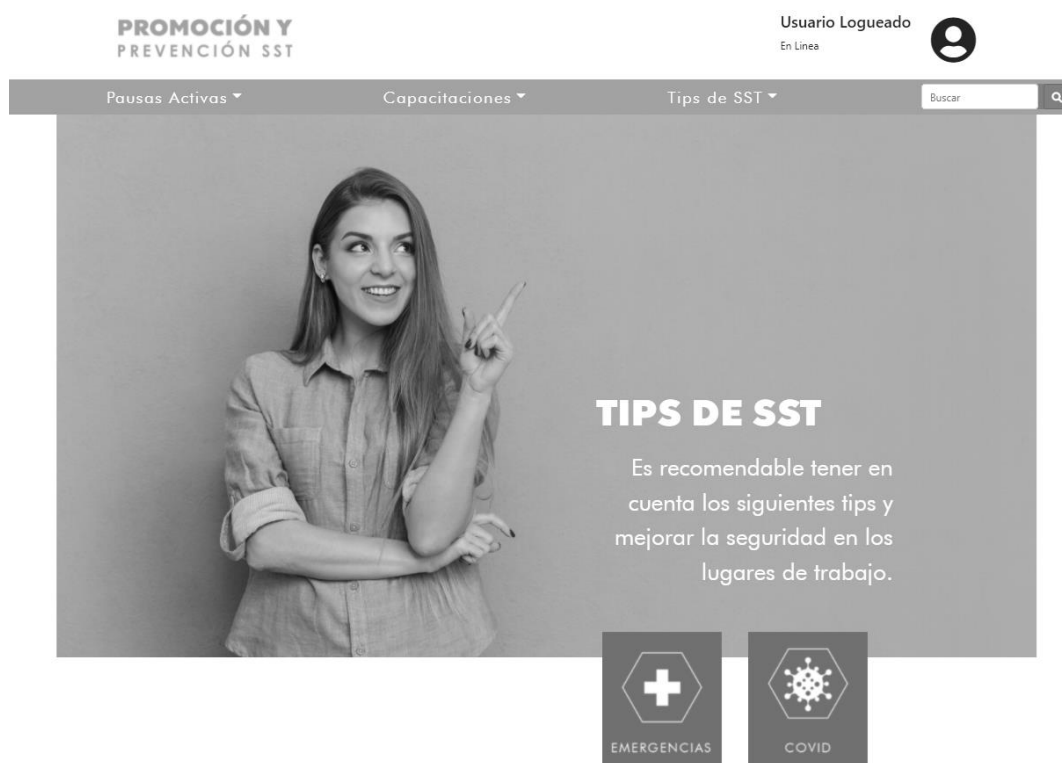 PROMOCIÓN Y
PREVENCIÓN SST
Usuario Logueado
En Linea
Pausas Activas
Capacitaciones
Tips de SST
Buscar
TIPS DE SST
Es recomendable tener en
cuenta los siguientes tips y
mejorar la seguridad en los
lugares de trabajo.
EMERGENCIAS
COVID